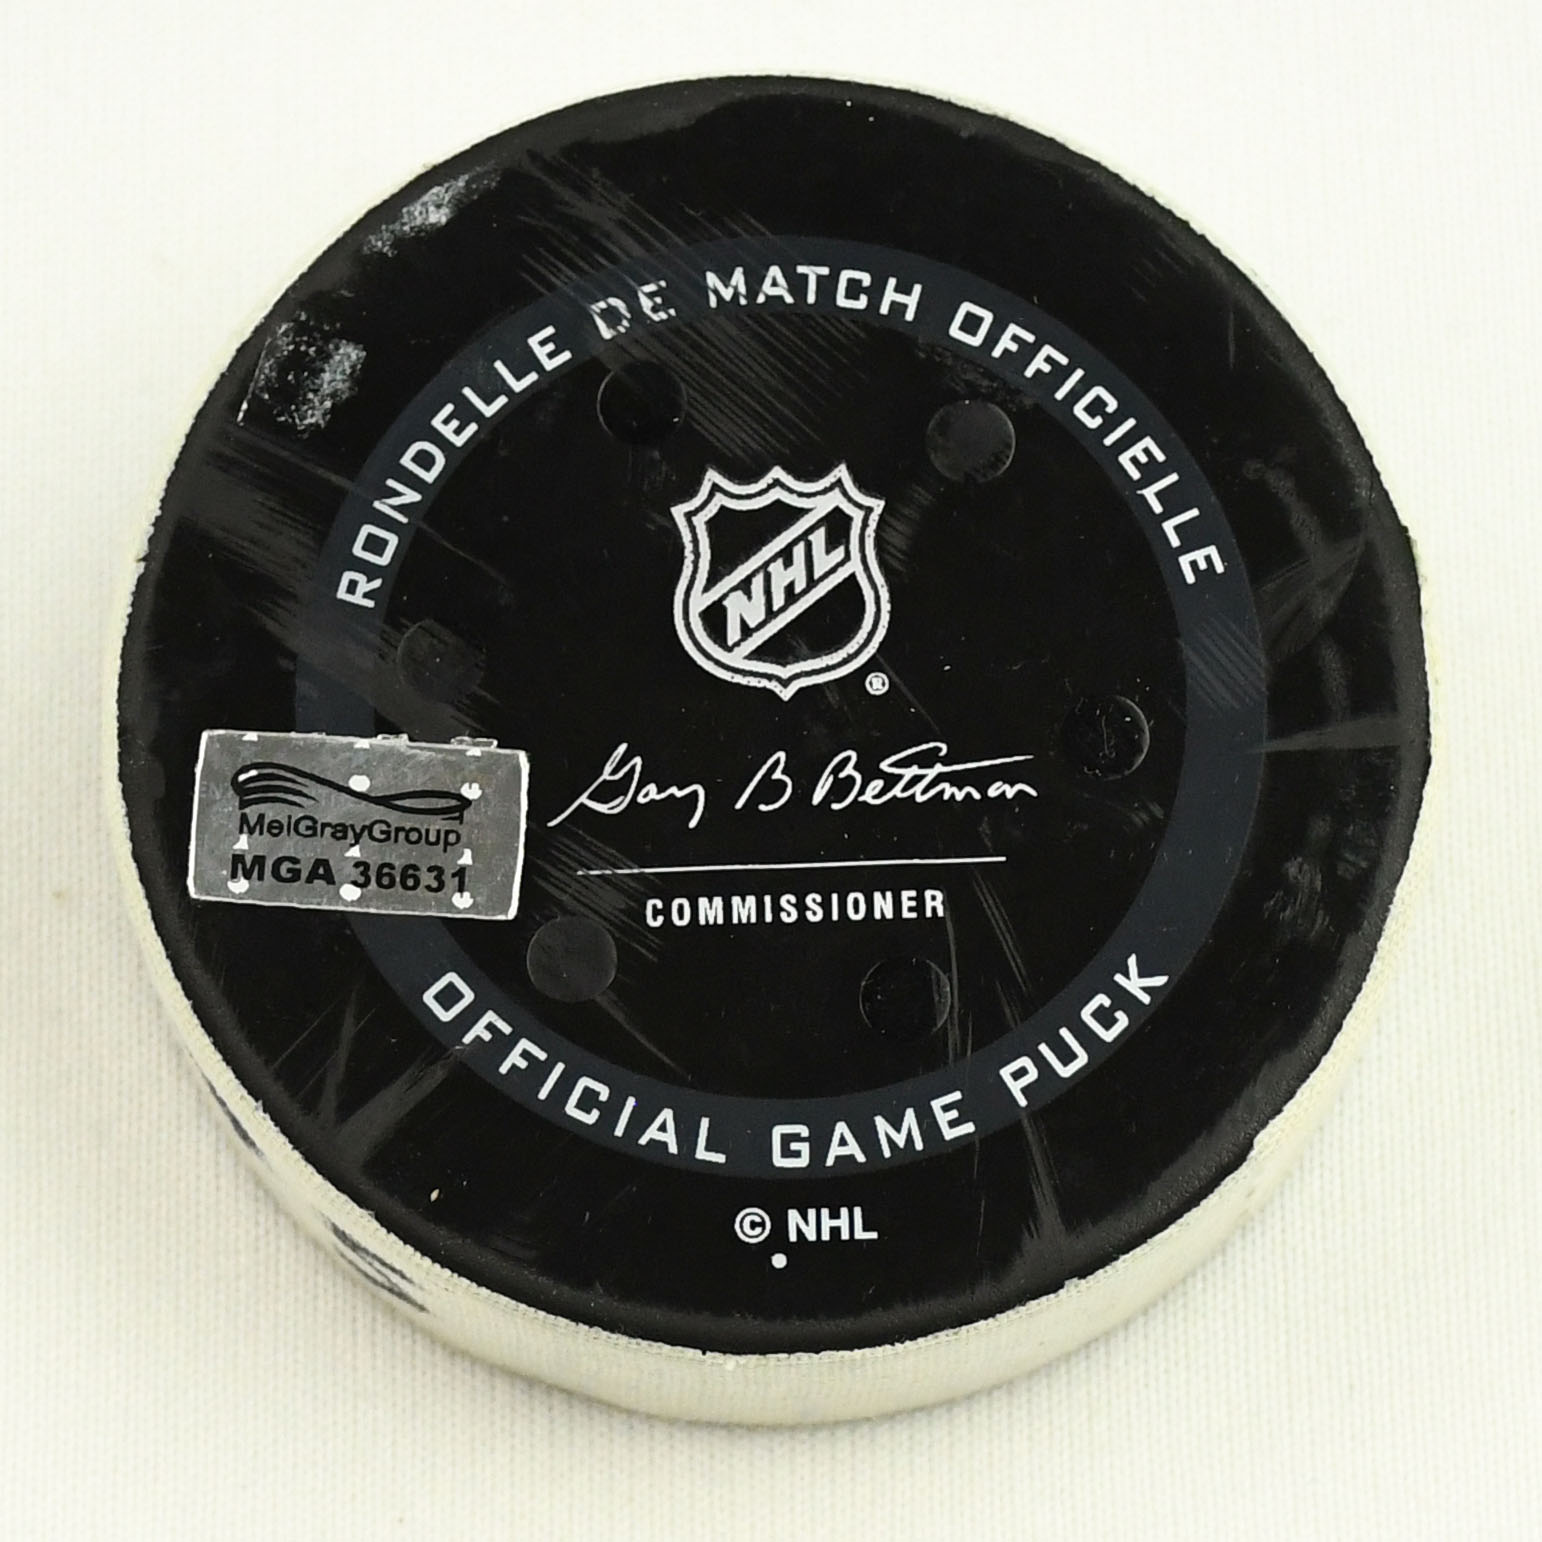 RONDELLE DE MATCH OFFICIELLE
NHL
®
Gary B Bettman
COMMISSIONER
MeiGrayGroup
MGA 36631
OFFICIAL GAME PUCK
© NHL